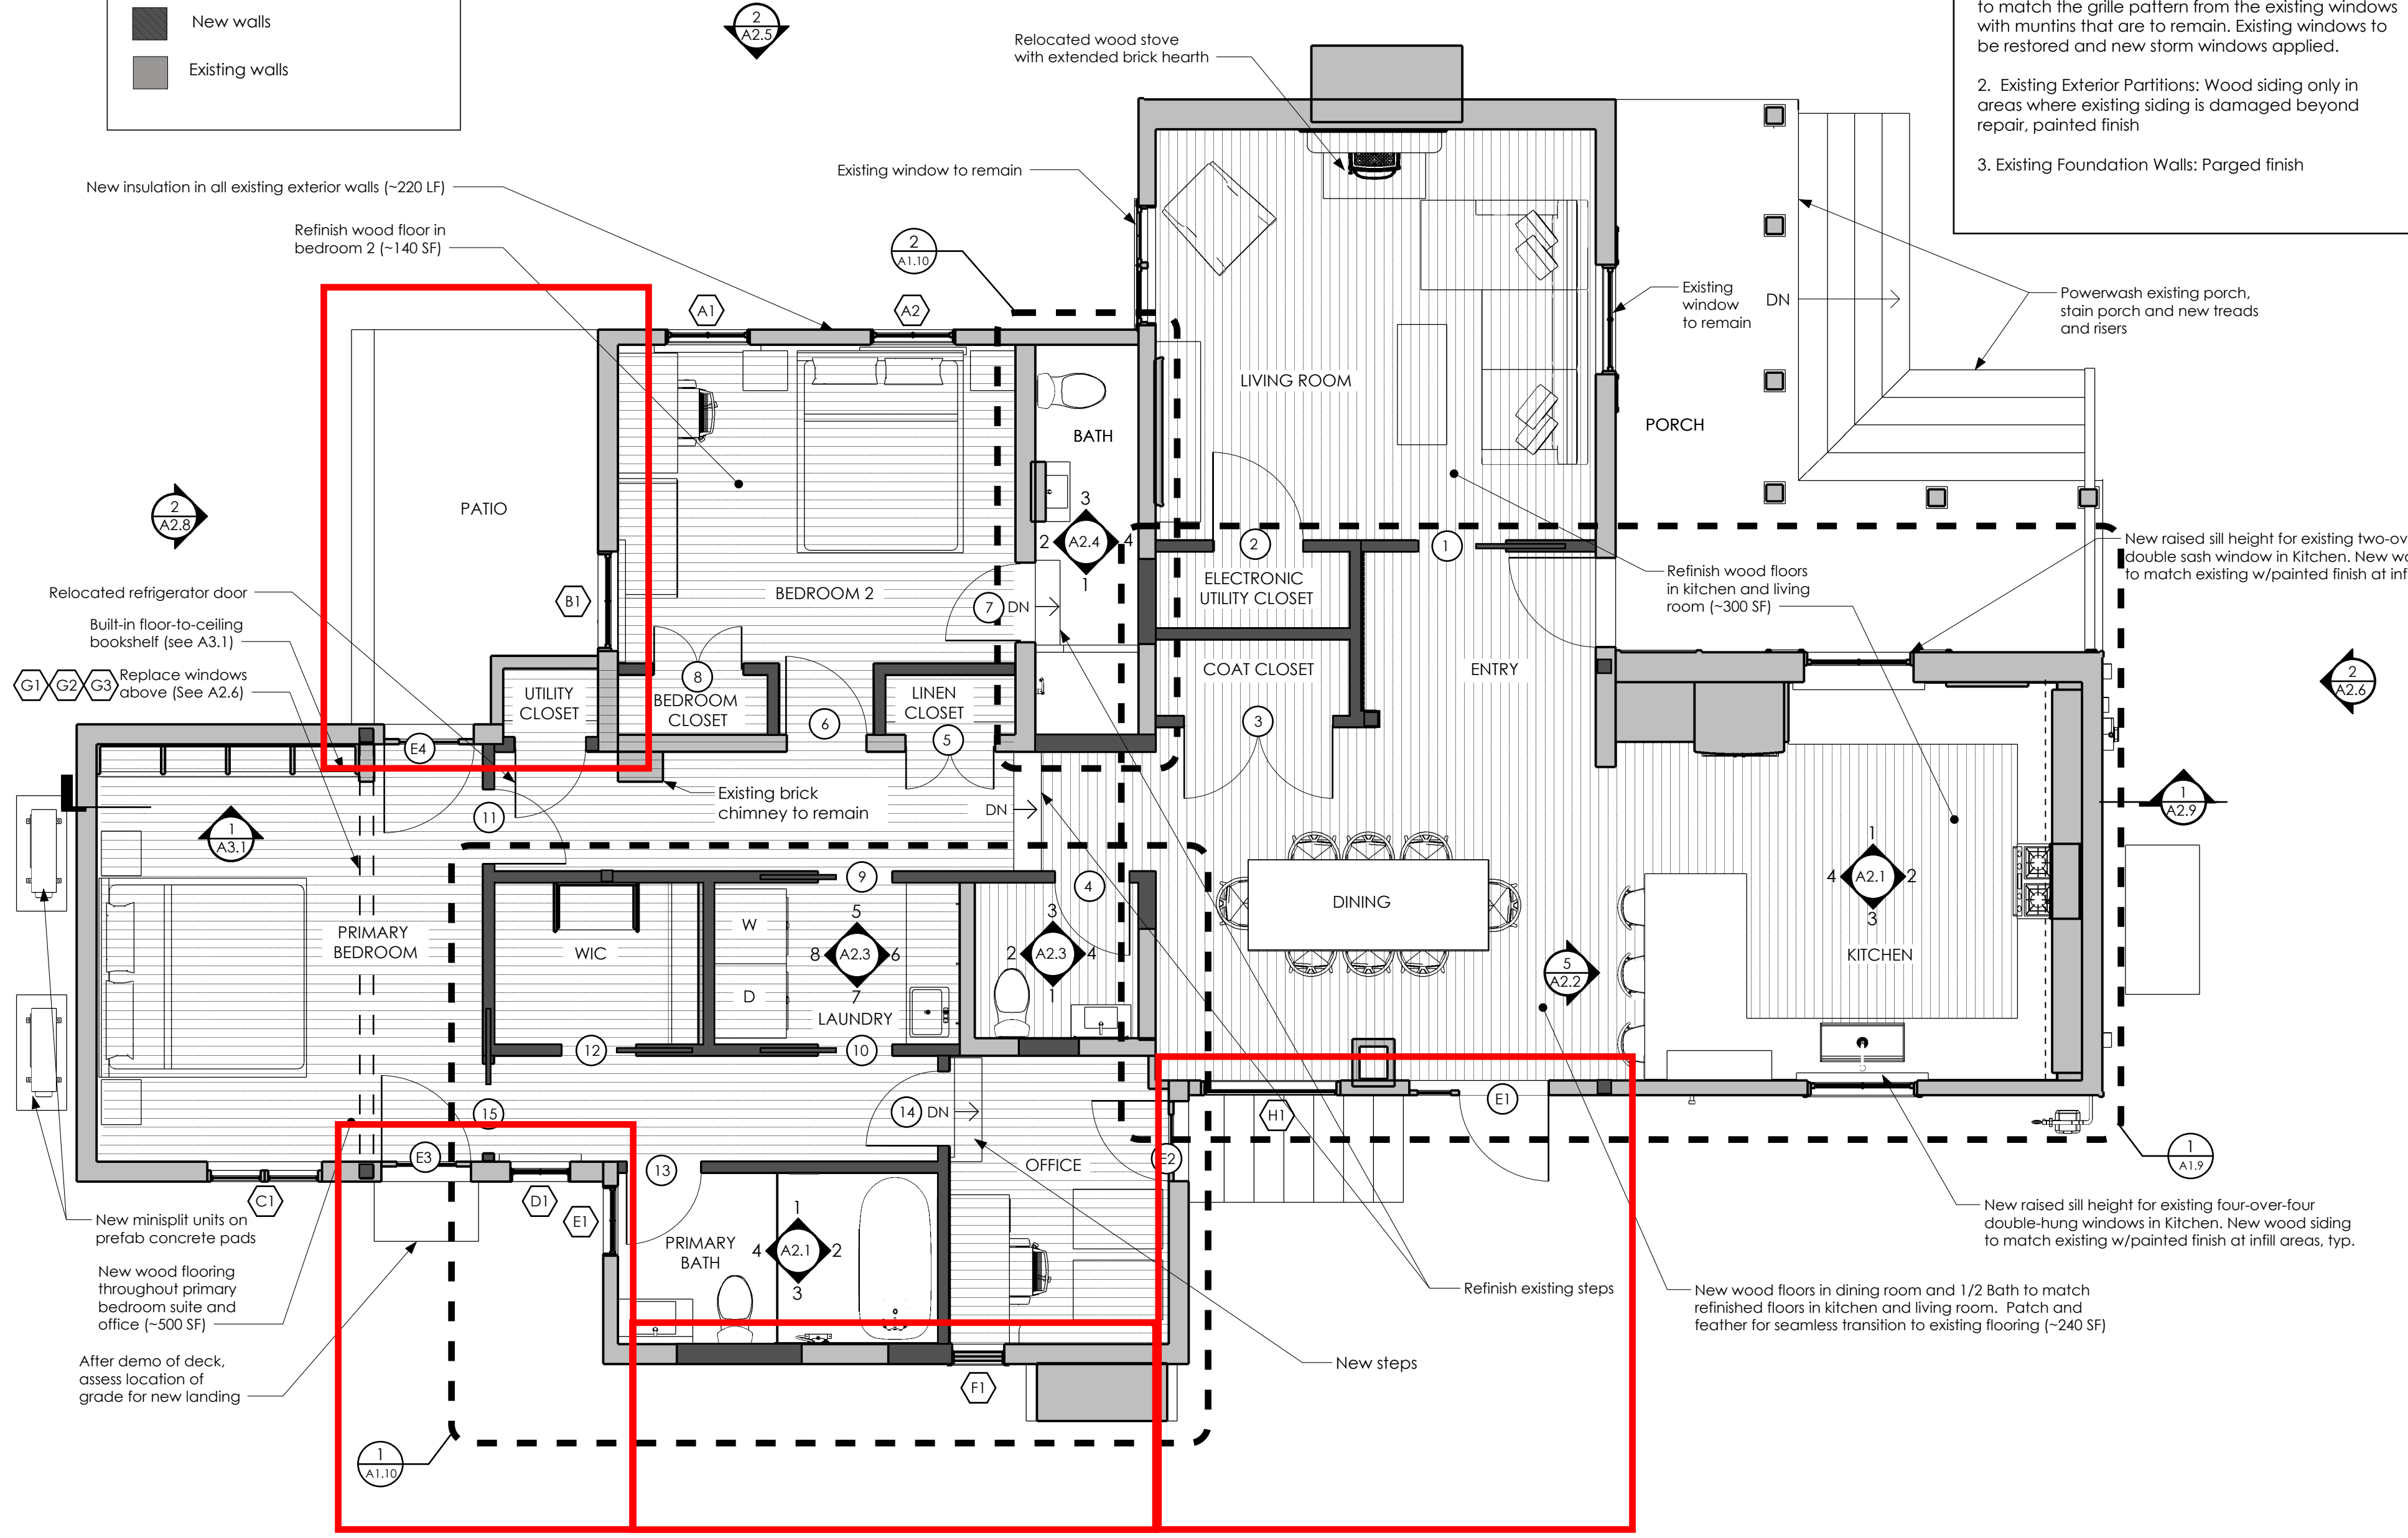 New walls
Existing walls
2
A2.5
Relocated wood stove
with extended brick hearth
to match the grille pattern from the existing windows
with muntins that are to remain. Existing windows to
be restored and new storm windows applied.
2. Existing Exterior Partitions: Wood siding only in
areas where existing siding is damaged beyond
repair, painted finish
3. Existing Foundation Walls: Parged finish
New insulation in all existing exterior walls (~220 LF)
Existing window to remain
Refinish wood floor in
bedroom 2 (~140 SF)
2
A1.10
A1
A2
Existing
window
to remain
DN
Powerwash existing porch,
stain porch and new treads
and risers
LIVING ROOM
PORCH
BATH
PATIO
2
A2.8
3
2
A2.4
4
1
2
1
New raised sill height for existing two-ov
double sash window in Kitchen. New wo
to match existing w/painted finish at inf
Relocated refrigerator door
B1
BEDROOM 2
7
DN
ELECTRONIC
UTILITY CLOSET
Refinish wood floors
in kitchen and living
room (~300 SF)
Built-in floor-to-ceiling
bookshelf (see A3.1)
G1
G2
G3
Replace windows
above (See A2.6)
UTILITY
CLOSET
8
BEDROOM
CLOSET
LINEN
CLOSET
COAT CLOSET
ENTRY
2
A2.6
6
5
3
E4
Existing brick
chimney to remain
DN
1
A2.9
11
1
A3.1
9
4
DINING
1
4
A2.1
2
3
KITCHEN
PRIMARY
BEDROOM
WIC
W
D
5
8
A2.3
6
7
LAUNDRY
3
2
A2.3
4
1
5
A2.2
12
10
15
14
DN
H1
E1
E3
13
OFFICE
E2
1
A1.9
C1
D1
E1
New minisplit units on
prefab concrete pads
PRIMARY
BATH
1
4
A2.1
2
3
New raised sill height for existing four-over-four
double-hung windows in Kitchen. New wood siding
to match existing w/painted finish at infill areas, typ.
New wood flooring
throughout primary
bedroom suite and
office (~500 SF)
Refinish existing steps
New wood floors in dining room and 1/2 Bath to match
refinished floors in kitchen and living room. Patch and
feather for seamless transition to existing flooring (~240 SF)
After demo of deck,
assess location of
grade for new landing
New steps
F1
1
A1.10